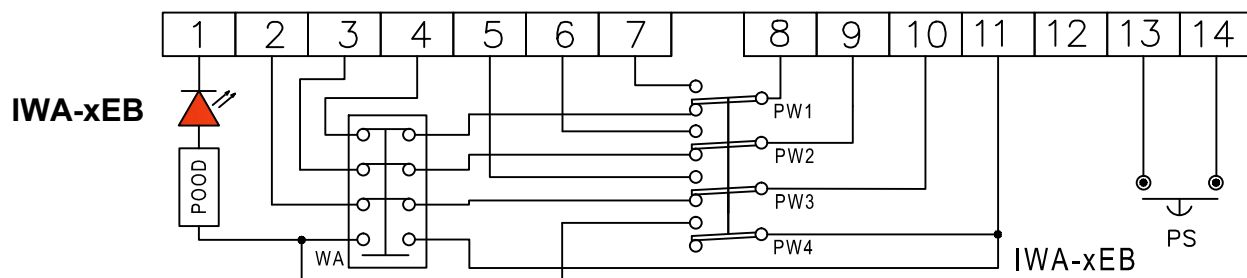 1 2 3 4 5 6 7 8 9 10 11 12 13 14
IWA-xEB
PW1
PW2
POOD
PW3
PW4
PS
WA
IWA-xEB